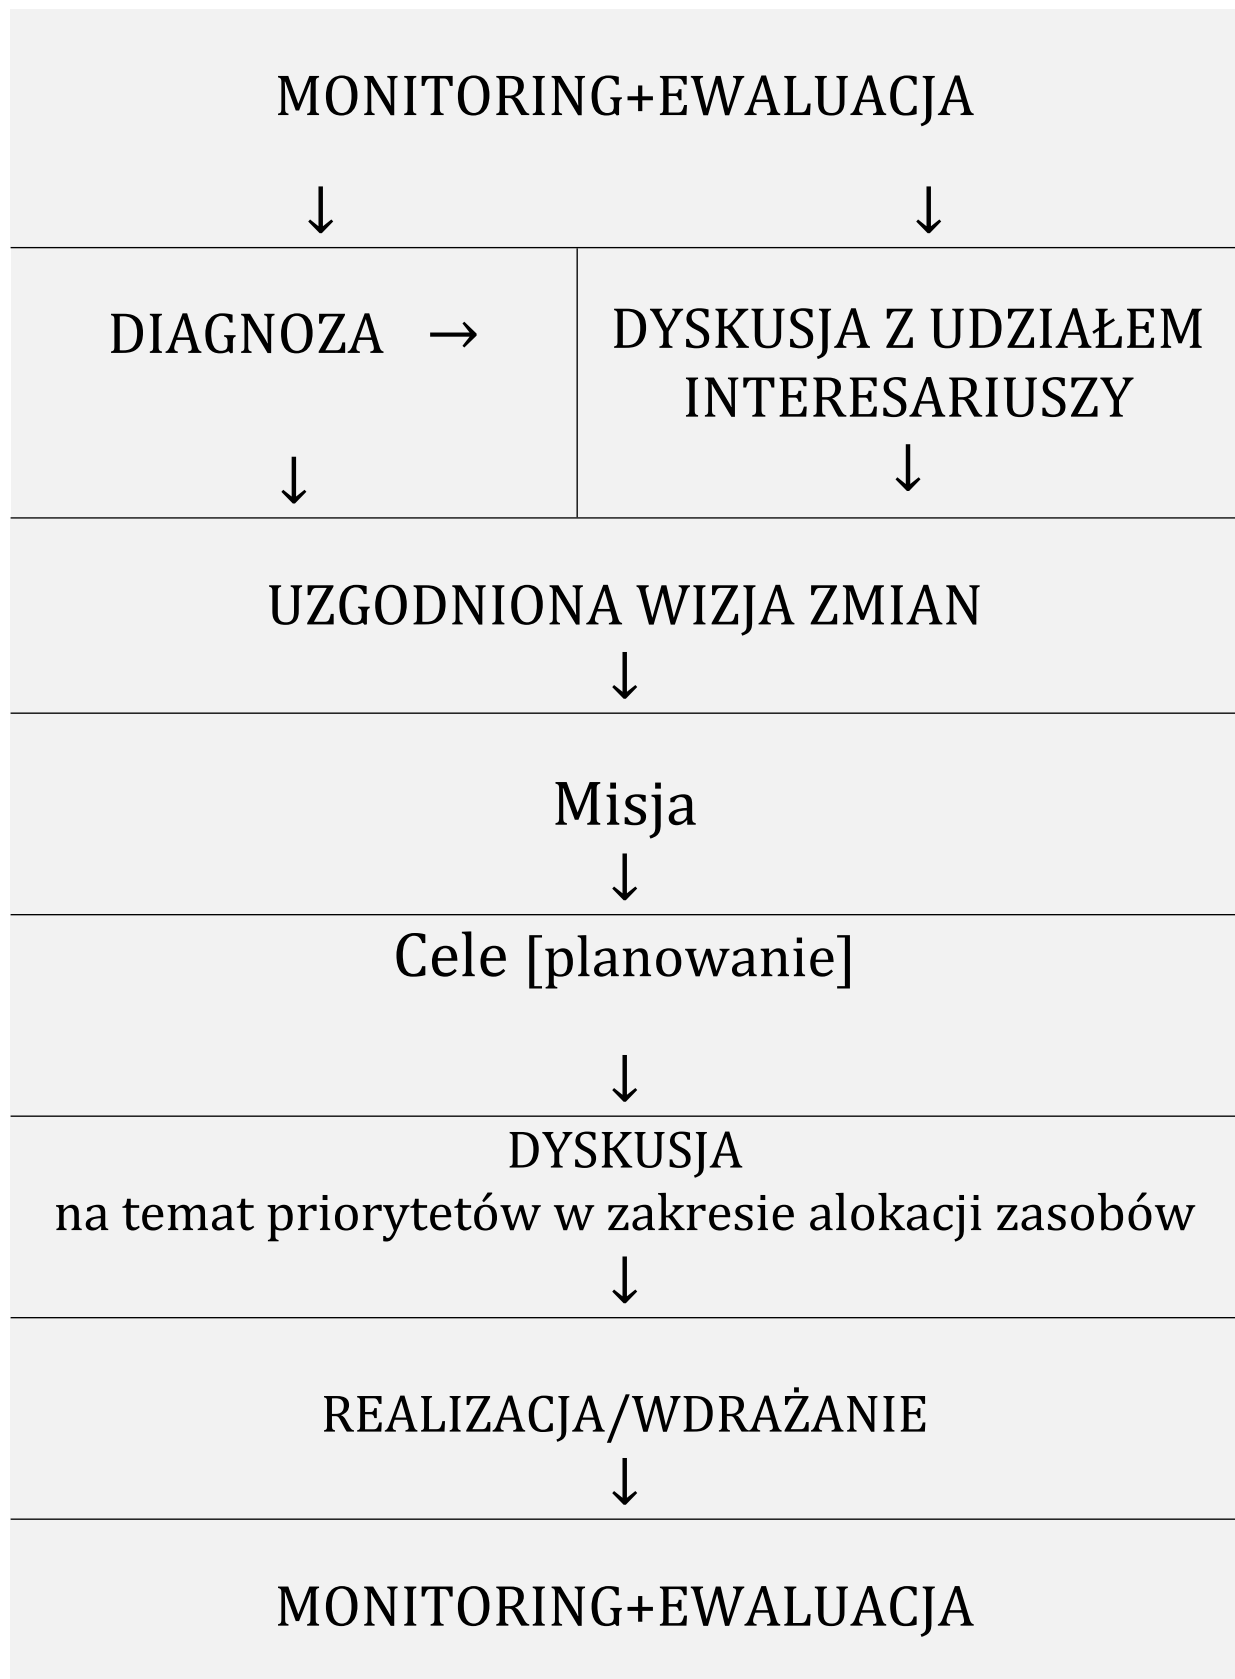 MONITORING+EWALUACJA
↓ ↓
DIAGNOZA →
↓
DYSKUSJA Z UDZIAŁEM
INTERESARIUSZY
↓
UZGODNIONA WIZJA ZMIAN
↓
Misja
↓
Cele [planowanie]
↓
DYSKUSJA
na temat priorytetów w zakresie alokacji zasobów
↓
REALIZACJA/WDRAŻANIE
↓
MONITORING+EWALUACJA